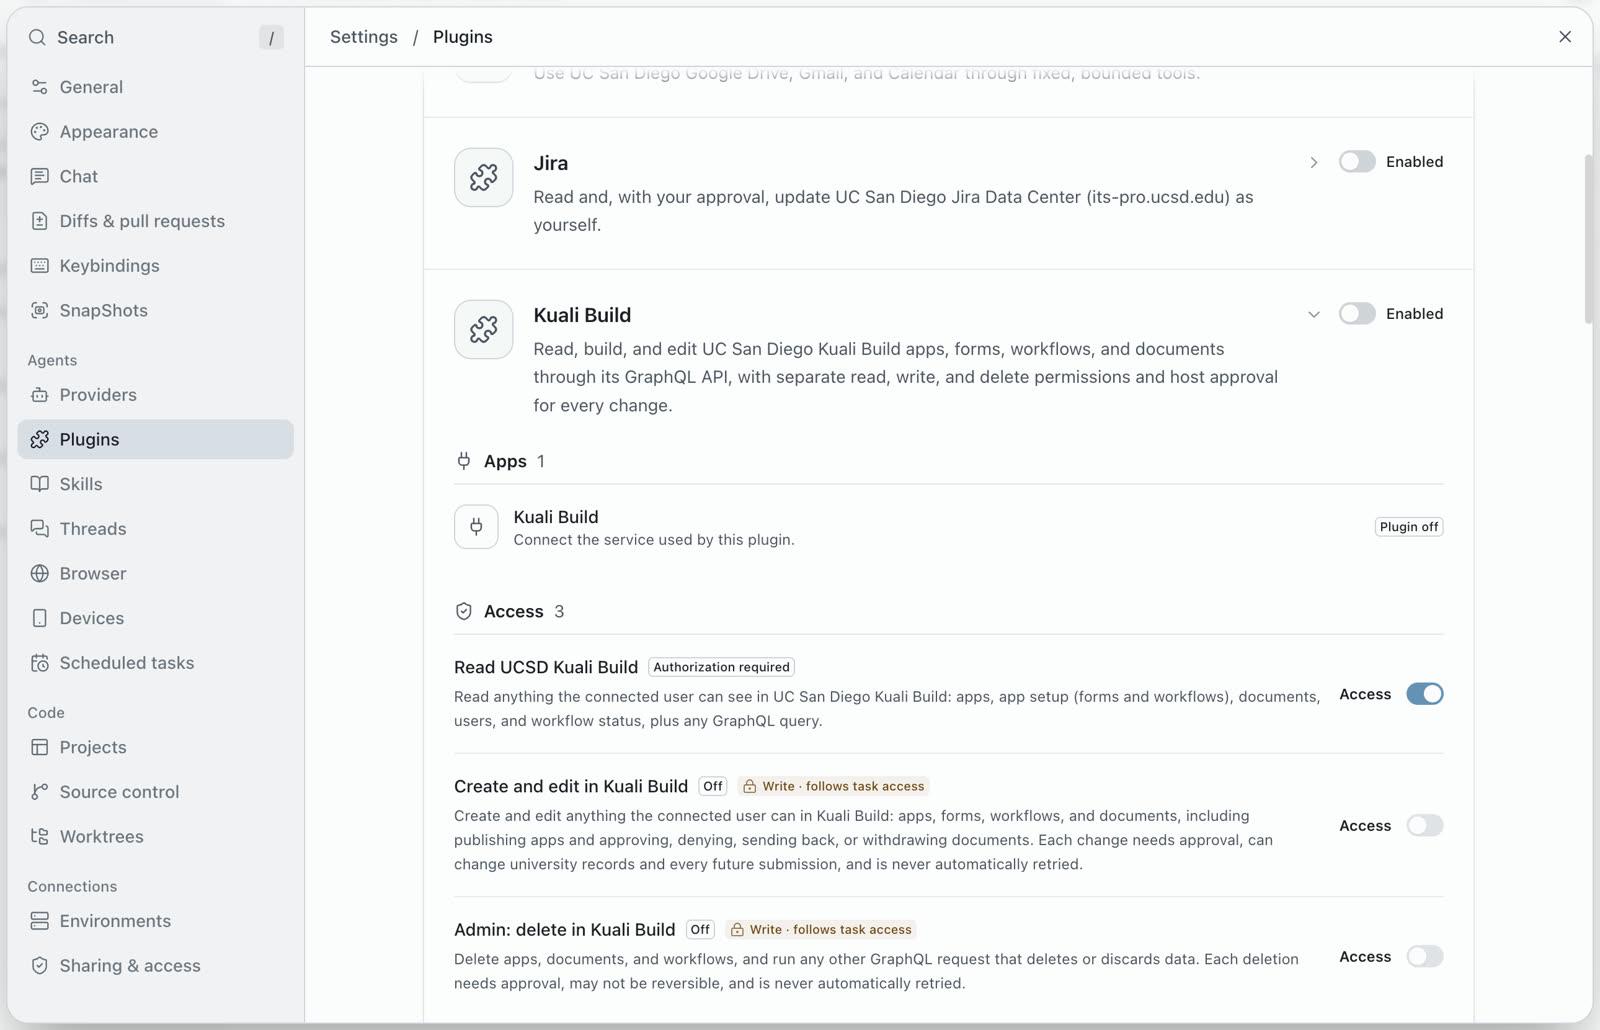 Search
/
General
Appearance
Chat
Diffs & pull requests
Keybindings
SnapShots
Agents
Providers
Plugins
Skills
Threads
Browser
Devices
Scheduled tasks
Code
Projects
Source control
Worktrees
Connections
Environments
Sharing & access
Settings / Plugins
Use UC San Diego Google Drive, Gmail, and Calendar through fixed, bounded tools.
Jira
Enabled
Read and, with your approval, update UC San Diego Jira Data Center (its-pro.ucsd.edu) as
yourself.
Kuali Build
Enabled
Read, build, and edit UC San Diego Kuali Build apps, forms, workflows, and documents
through its GraphQL API, with separate read, write, and delete permissions and host approval
for every change.
Apps 1
Kuali Build
Connect the service used by this plugin.
Plugin off
Access 3
Read UCSD Kuali Build Authorization required
Read anything the connected user can see in UC San Diego Kuali Build: apps, app setup (forms and workflows), documents,
users, and workflow status, plus any GraphQL query.
Access
Create and edit in Kuali Build Off Write · follows task access
Create and edit anything the connected user can in Kuali Build: apps, forms, workflows, and documents, including
publishing apps and approving, denying, sending back, or withdrawing documents. Each change needs approval, can
change university records and every future submission, and is never automatically retried.
Access
Admin: delete in Kuali Build Off Write · follows task access
Delete apps, documents, and workflows, and run any other GraphQL request that deletes or discards data. Each deletion
needs approval, may not be reversible, and is never automatically retried.
Access